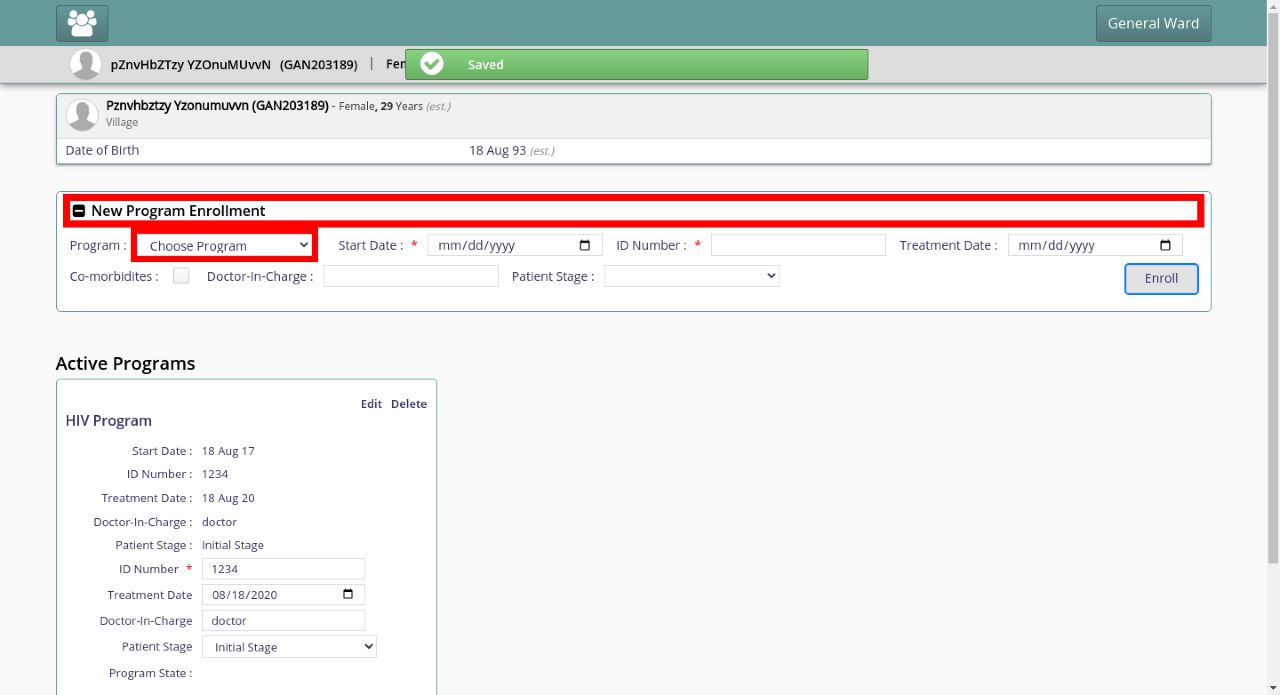 General Ward
pZnvHbZTzy YZOnuMUvvN (GAN203189) | Fem
Saved
Pznvhbztzy Yzonumuvvn (GAN203189) - Female, 29 Years (est.)
Village
Date of Birth 18 Aug 93 (est.)
New Program Enrollment
Program : Choose Program Start Date : * mm/dd/yyyy ID Number : * Treatment Date : mm/dd/yyyy
Co-morbidites : Doctor-In-Charge : Patient Stage : Enroll
Active Programs
Edit Delete
HIV Program
Start Date : 18 Aug 17
ID Number : 1234
Treatment Date : 18 Aug 20
Doctor-In-Charge : doctor
Patient Stage : Initial Stage
ID Number * 1234
Treatment Date 08/18/2020
Doctor-In-Charge doctor
Patient Stage Initial Stage
Program State :